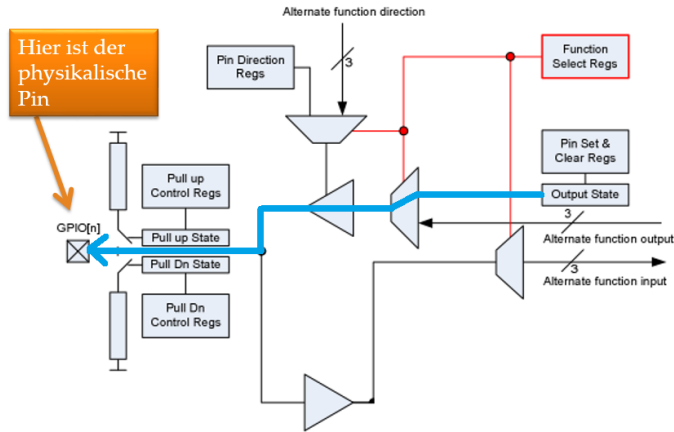 Alternate function direction
Hier ist der
physikalische
Pin
3
Pin Direction
Regs
Function
Select Regs
Pin Set &
Clear Regs
Pull up
Control Regs
Output State
3
GPIO[n]
Pull up State
Alternate function output
Pull Dn State
3
Alternate function input
Pull Dn
Control Regs